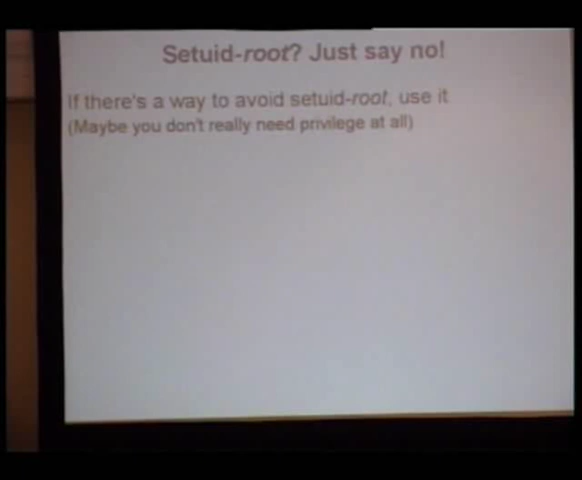 Setuid-root? Just say no!
If there's a way to avoid setuid-root, use it
(Maybe you don't really need privilege at all)